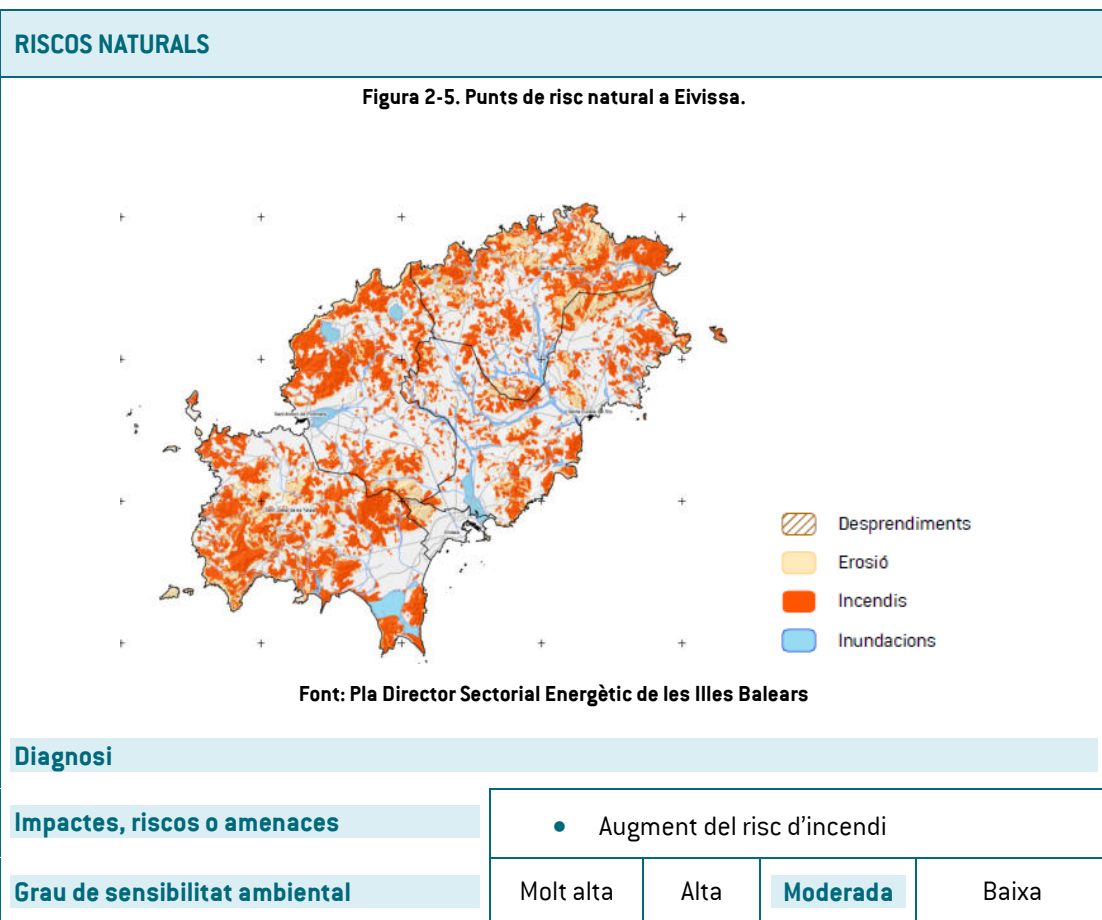 RISCOS NATURALS
Figura 2-5. Punts de risc natural a Eivissa.
Desprendiments
Erosió
Incendis
Inundacions
Font: Pla Director Sectorial Energètic de les Illes Balears
Diagnosi
Impactes, riscos o amenaces
• Augment del risc d'incendi
Grau de sensibilitat ambiental
Molt alta Alta Moderada Baixa